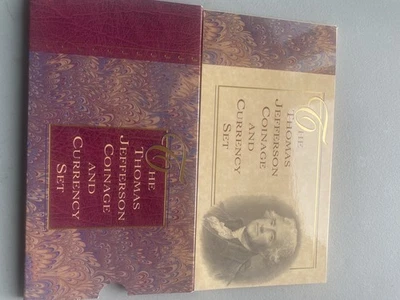 The
Thomas
Jefferson
Coinage
and
Currency
Set
The
Thomas
Jefferson
Coinage
and
Currency
Set